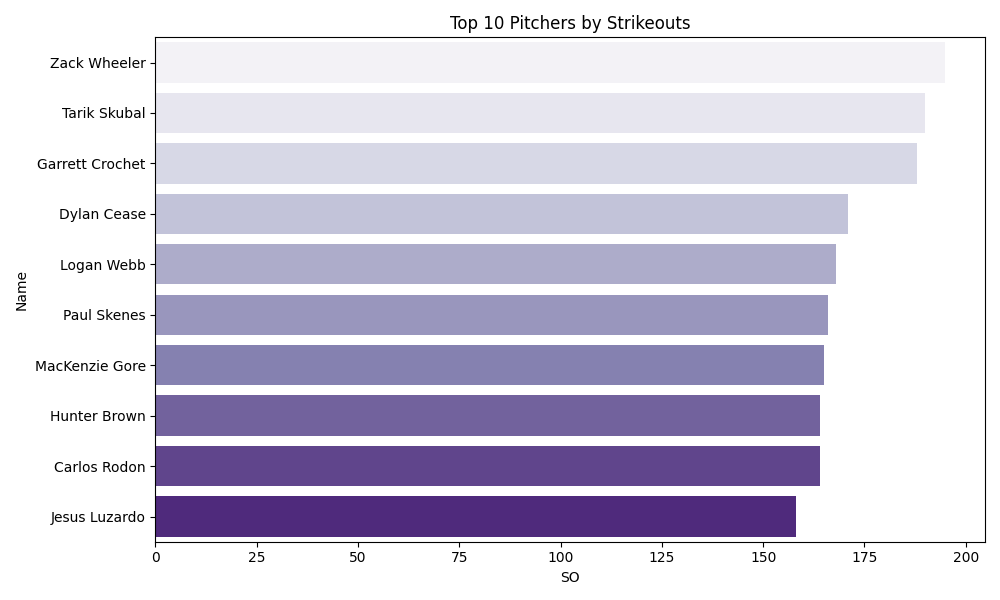 Top 10 Pitchers by Strikeouts
Name
Zack Wheeler
Tarik Skubal
Garrett Crochet
Dylan Cease
Logan Webb
Paul Skenes
MacKenzie Gore
Hunter Brown
Carlos Rodon
Jesus Luzardo
0 25 50 75 100 125 150 175 200
SO